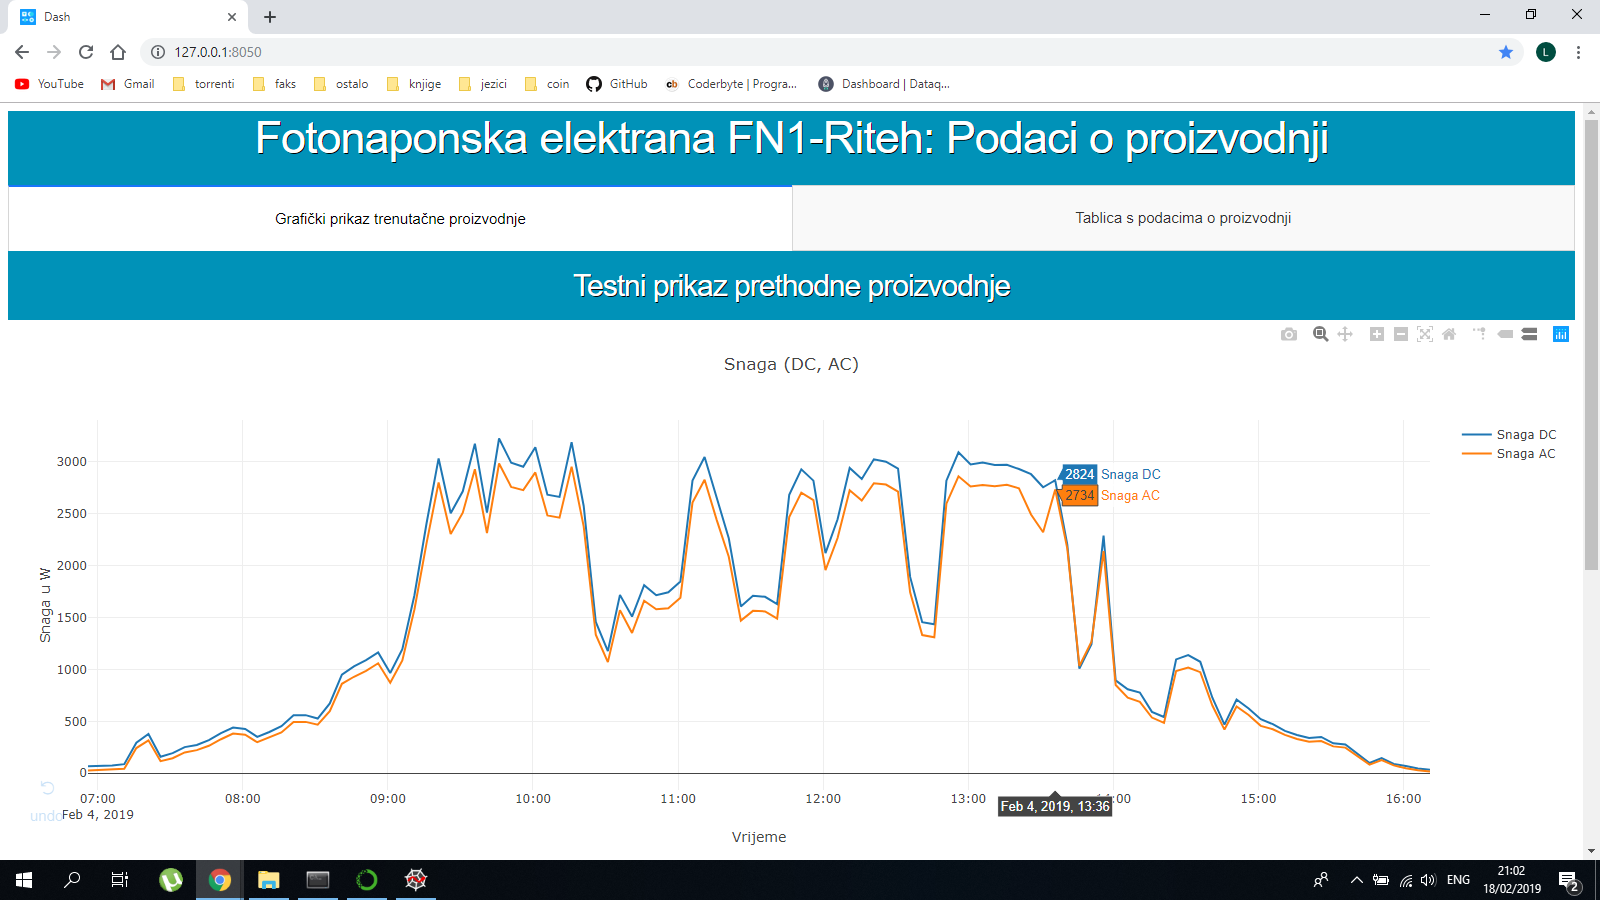 Dash
127.0.0.1:8050
L
YouTube
Gmail
torrenti
faks
ostalo
knjige
jezici
coin
GitHub
cb
Coderbyte | Progra...
Dashboard | Dataq...
Fotonaponska elektrana FN1-Riteh: Podaci o proizvodnji
Grafički prikaz trenutačne proizvodnje
Tablica s podacima o proizvodnji
Testni prikaz prethodne proizvodnje
Snaga (DC, AC)
Snaga DC
Snaga AC
3000
2500
2000
1500
1000
500
0
Snaga u W
2824 Snaga DC
2734 Snaga AC
07:00
08:00
09:00
10:00
11:00
12:00
13:00
14:00
15:00
16:00
Feb 4, 2019
Feb 4, 2019, 13:36
undo
Vrijeme
ENG
21:02
18/02/2019
2